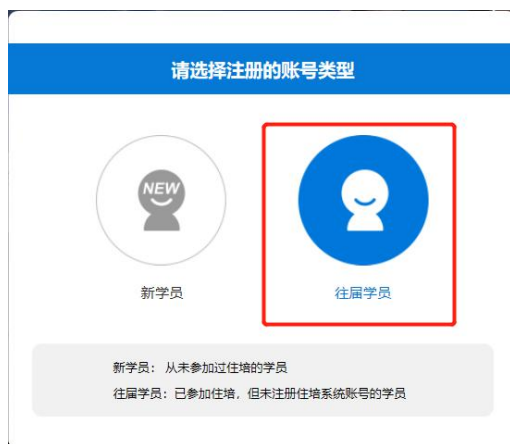 请选择注册的账号类型
NEW
新学员
往届学员
新学员： 从未参加过住培的学员
往届学员：已参加住培，但未注册住培系统账号的学员